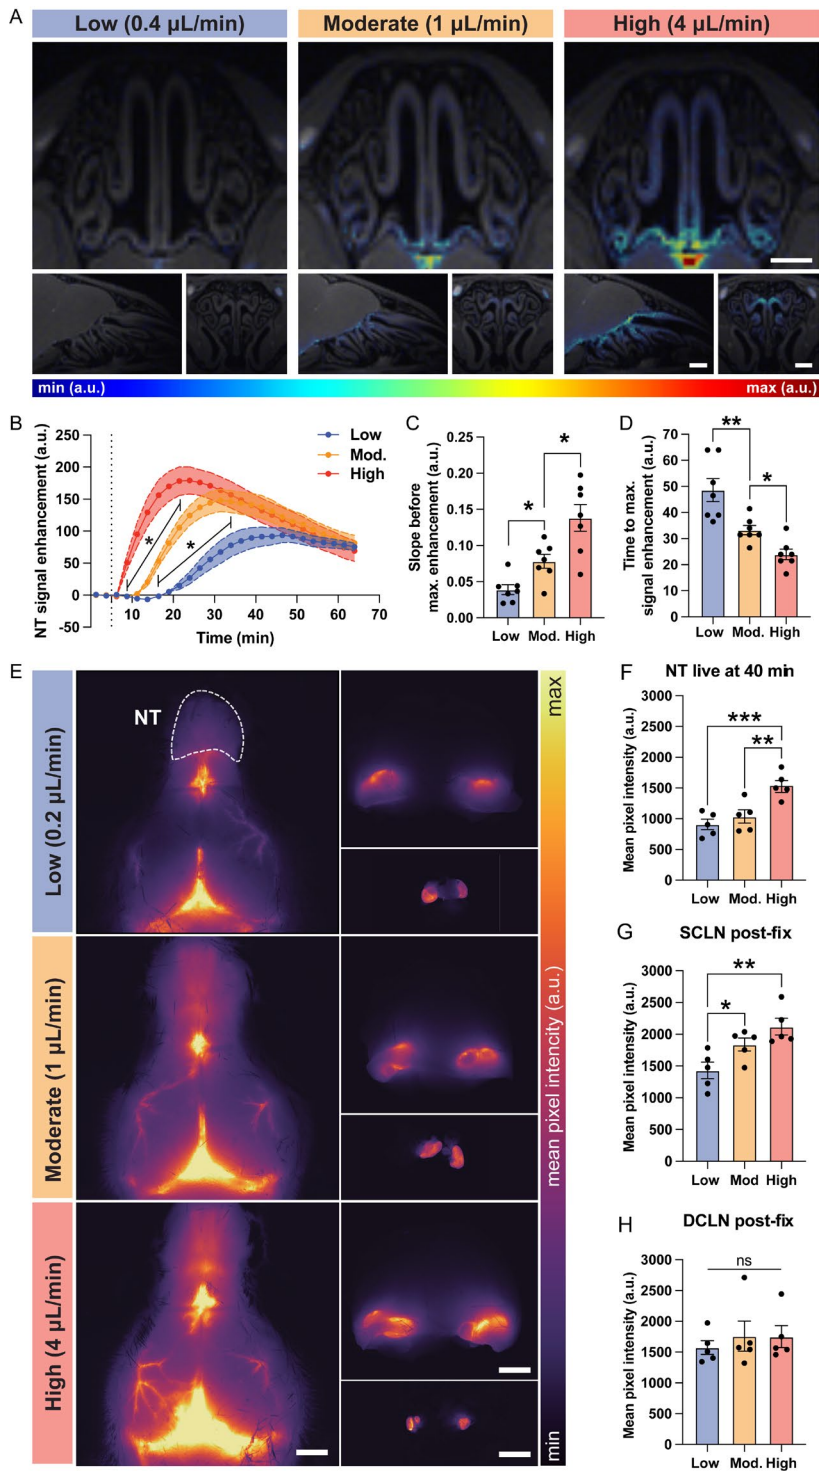 A
Low (0.4 µL/min)
Moderate (1 µL/min)
High (4 µL/min)
min (a.u.)
max (a.u.)
B
NT signal enhancement (a.u.)
250
200
150
100
50
0
-50
0
10
20
30
40
50
60
70
Time (min)
Low
Mod.
High
*
*
C
Slope before
max. enhancement (a.u.)
0.25
0.20
0.15
0.10
0.05
0.00
*
*
Low
Mod.
High
D
Time to max.
signal enhancement (a.u.)
70
60
50
40
30
20
10
0
**
*
Low
Mod.
High
E
Low (0.2 µL/min)
Moderate (1 µL/min)
High (4 µL/min)
NT
max
mean pixel intencity (a.u.)
min
F
NT live at 40 min
Mean pixel intensity (a.u.)
3000
2500
2000
1500
1000
500
0
***
**
Low
Mod.
High
G
SCLN post-fix
Mean pixel intensity (a.u.)
3000
2500
2000
1500
1000
500
0
**
*
Low
Mod
High
H
DCLN post-fix
Mean pixel intensity (a.u.)
3000
2500
2000
1500
1000
500
0
ns
Low
Mod.
High